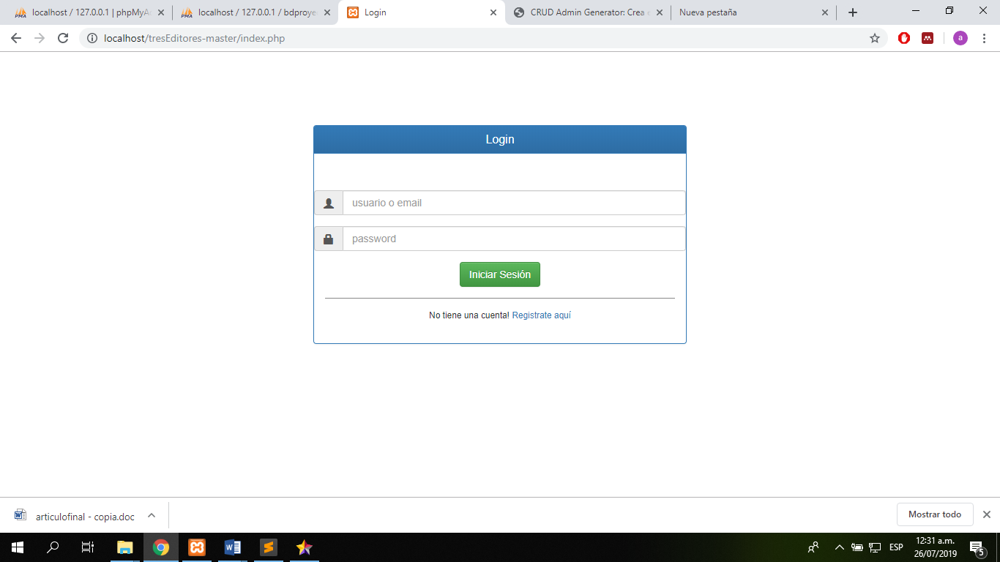 localhost / 127.0.0.1 | phpMyA
localhost / 127.0.0.1 / bdproye
Login
CRUD Admin Generator: Crea e
Nueva pestaña
localhost/tresEditores-master/index.php
a
Login
usuario o email
password
Iniciar Sesión
No tiene una cuenta! Registrate aquí
articulofinal - copia.doc
Mostrar todo
ESP
12:31 a.m.
26/07/2019
5